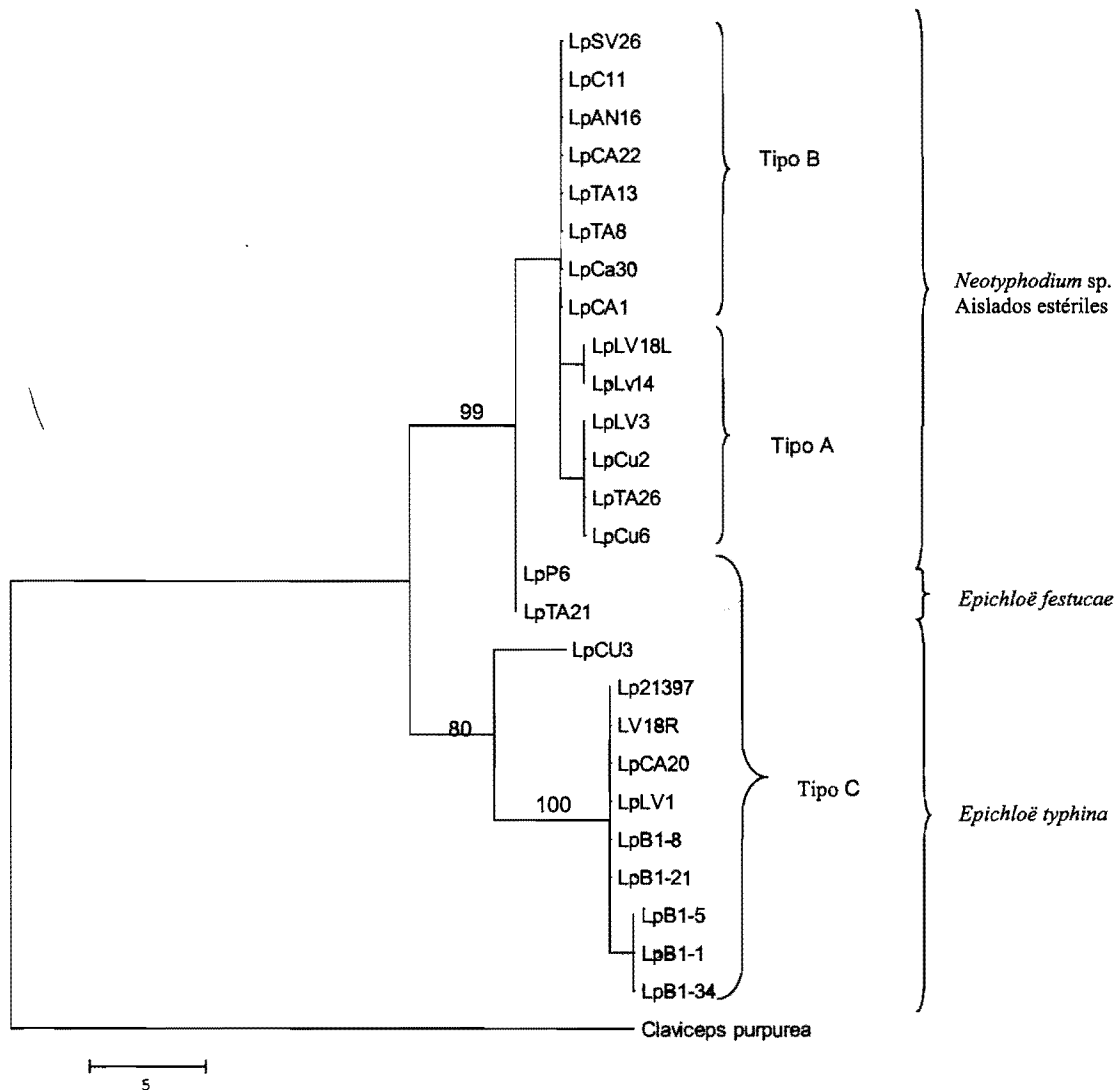 LpSV26
LpC11
LpAN16
LpCA22
LpTA13
LpTA8
LpCa30
LpCA1
Tipo B
LpLV18L
LpLv14
LpLV3
LpCu2
LpTA26
LpCu6
Tipo A
Neotyphodium sp.
Aislados estériles
99
LpP6
LpTA21
Epichloë festucae
LpCU3
Lp21397
LV18R
LpCA20
LpLV1
LpB1-8
LpB1-21
LpB1-5
LpB1-1
LpB1-34
80
100
Tipo C
Epichloë typhina
Claviceps purpurea
5